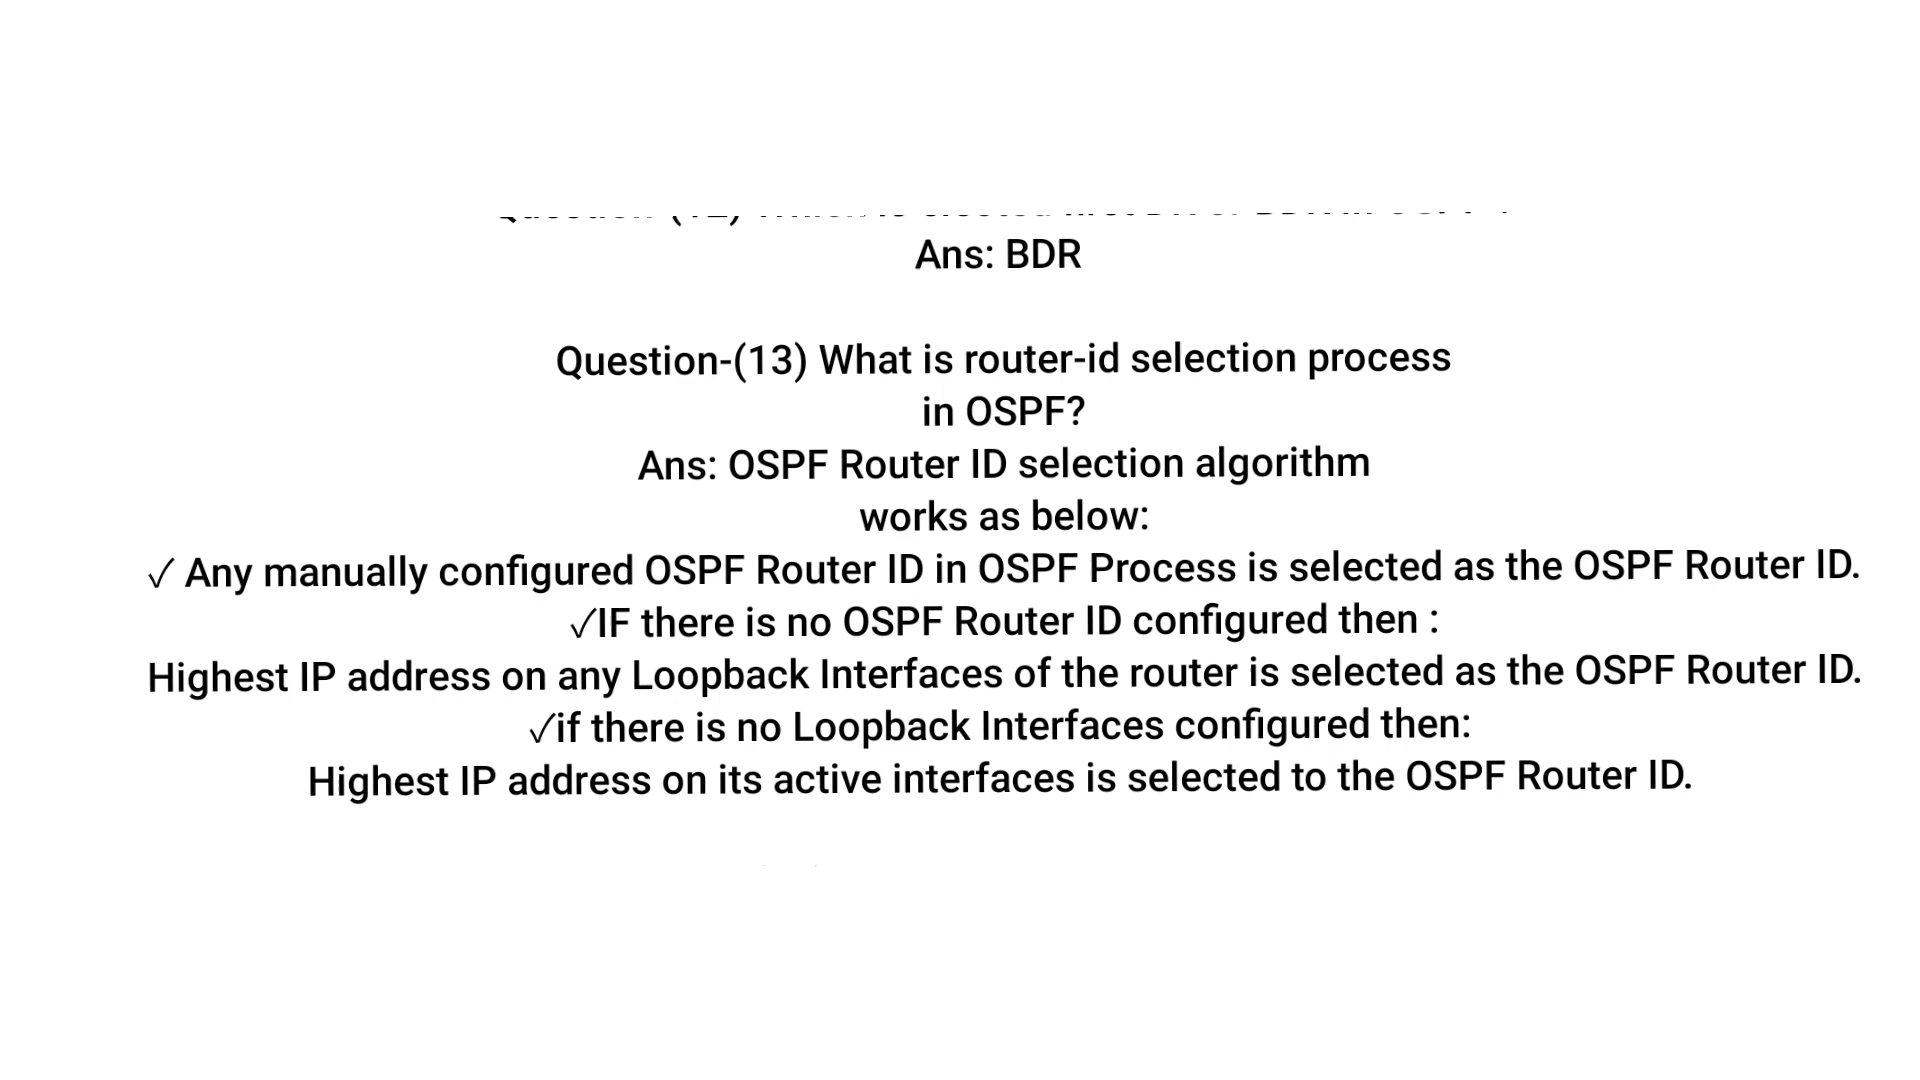 Ans: BDR
Question-(13) What is router-id selection process
in OSPF?
Ans: OSPF Router ID selection algorithm
works as below:
✓ Any manually configured OSPF Router ID in OSPF Process is selected as the OSPF Router ID.
✓IF there is no OSPF Router ID configured then :
Highest IP address on any Loopback Interfaces of the router is selected as the OSPF Router ID.
✓if there is no Loopback Interfaces configured then:
Highest IP address on its active interfaces is selected to the OSPF Router ID.